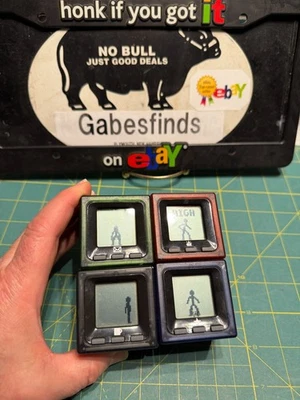 honk if you got it
NO BULL
JUST GOOD DEALS
ebay
Gabesfinds
on ebaY
HIGH